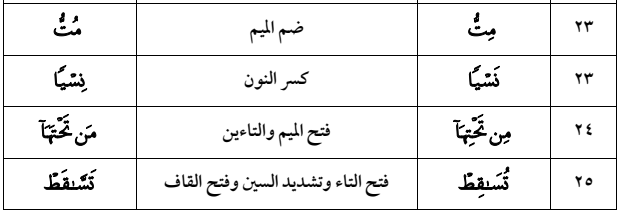 ٢٣ مِتُّ ضم الميم مُتُّ
٢٣ نَسْيًا كسر النون نِسْيًا
٢٤ مِن تَحْتِهَآ فتح الميم والتاءين مَن تَحْتَهَآ
٢٥ تُسَٰقِطْ فتح التاء وتشديد السين وفتح القاف تَسَّٰقَطْ